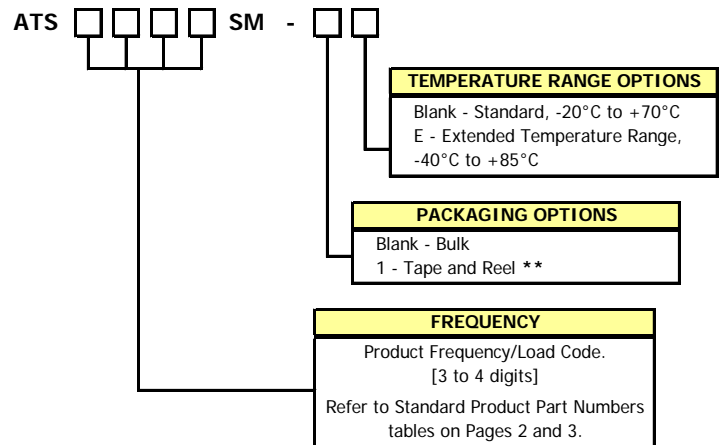 ATS SM -
TEMPERATURE RANGE OPTIONS
Blank - Standard, -20°C to +70°C
E - Extended Temperature Range,
-40°C to +85°C
PACKAGING OPTIONS
Blank - Bulk
1 - Tape and Reel **
FREQUENCY
Product Frequency/Load Code.
[3 to 4 digits]
Refer to Standard Product Part Numbers
tables on Pages 2 and 3.